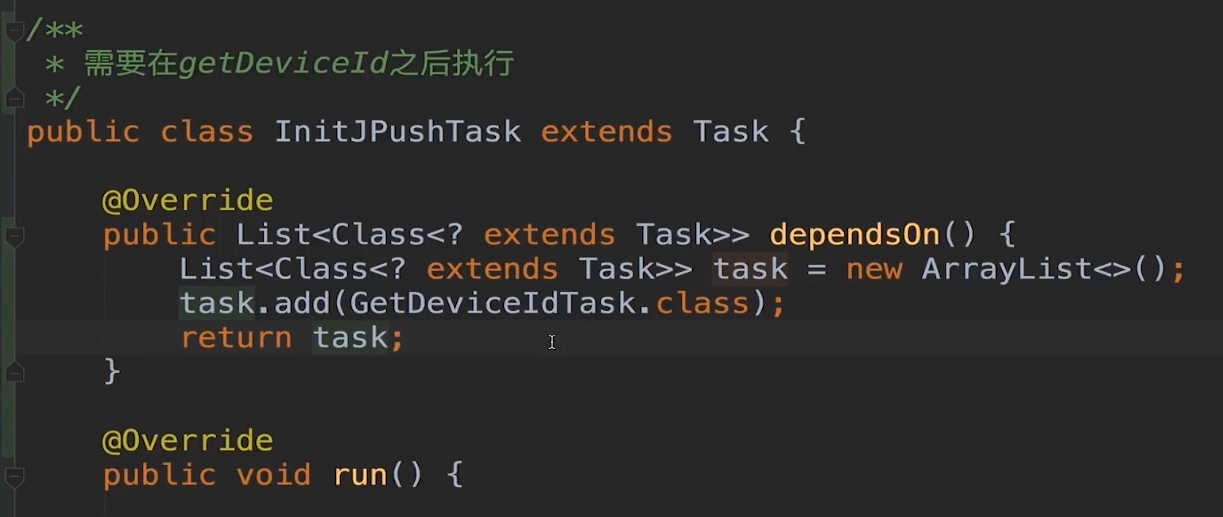 /**
 * 需要在getDeviceId之后执行
 */
public class InitJPushTask extends Task {
@Override
public List<Class<? extends Task>> dependsOn() {
List<Class<? extends Task>> task = new ArrayList<>();
task.add(GetDeviceIdTask.class);
return task;
}
@Override
public void run() {